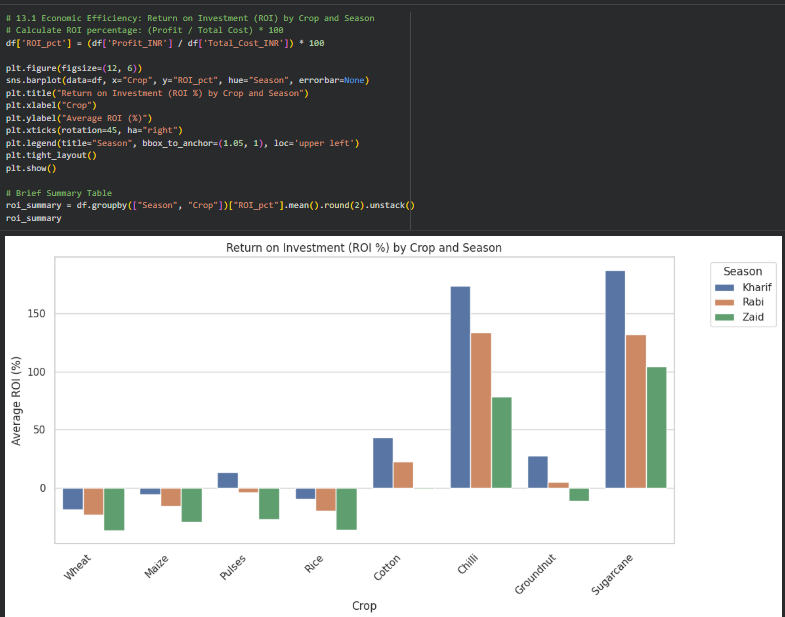 # 13.1 Economic Efficiency: Return on Investment (ROI) by Crop and Season
# Calculate ROI percentage: (Profit / Total Cost) * 100
df['ROI_pct'] = (df['Profit_INR'] / df['Total_Cost_INR']) * 100
plt.figure(figsize=(12, 6))
sns.barplot(data=df, x="Crop", y="ROI_pct", hue="Season", errorbar=None)
plt.title("Return on Investment (ROI %) by Crop and Season")
plt.xlabel("Crop")
plt.ylabel("Average ROI (%)")
plt.xticks(rotation=45, ha="right")
plt.legend(title="Season", bbox_to_anchor=(1.05, 1), loc='upper left')
plt.tight_layout()
plt.show()
# Brief Summary Table
roi_summary = df.groupby(["Season", "Crop"])["ROI_pct"].mean().round(2).unstack()
roi_summary
Return on Investment (ROI %) by Crop and Season
Season
Kharif
Rabi
Zaid
Average ROI (%)
150
100
50
0
Wheat
Maize
Pulses
Rice
Cotton
Chilli
Groundnut
Sugarcane
Crop